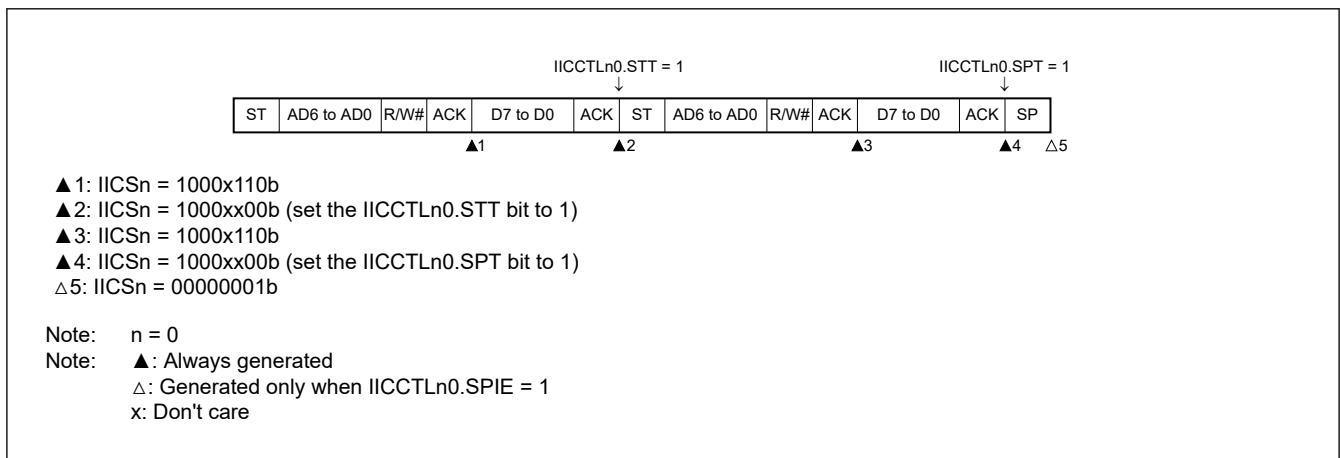 IICCTLn0.STT = 1 IICCTLn0.SPT = 1
↓ ↓
ST AD6 to AD0 R/W# ACK D7 to D0 ACK ST AD6 to AD0 R/W# ACK D7 to D0 ACK SP
▲1 ▲2 ▲3 ▲4 △5
▲1: IICSn = 1000x110b
▲2: IICSn = 1000xx00b (set the IICCTLn0.STT bit to 1)
▲3: IICSn = 1000x110b
▲4: IICSn = 1000xx00b (set the IICCTLn0.SPT bit to 1)
△5: IICSn = 00000001b
Note: n = 0
Note: ▲: Always generated
△: Generated only when IICCTLn0.SPIE = 1
x: Don't care